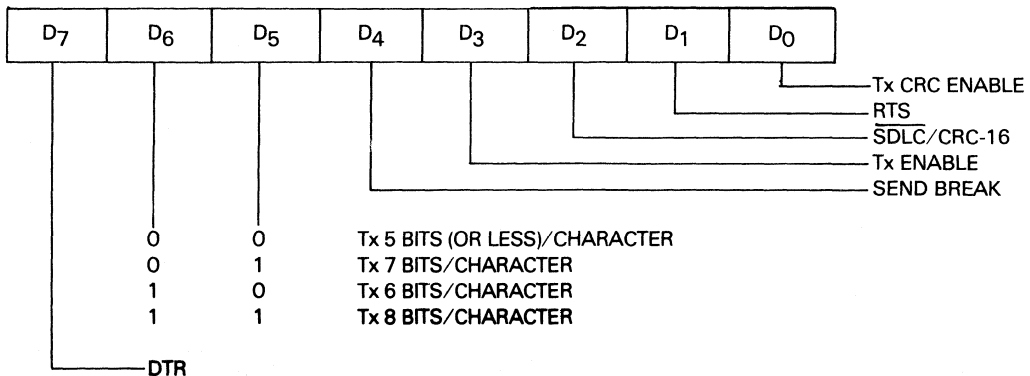 D7 D6 D5 D4 D3 D2 D1 D0
Tx CRC ENABLE
RTS
S̅D̅L̅C̅/CRC-16
Tx ENABLE
SEND BREAK
0 0 Tx 5 BITS (OR LESS)/CHARACTER
0 1 Tx 7 BITS/CHARACTER
1 0 Tx 6 BITS/CHARACTER
1 1 Tx 8 BITS/CHARACTER
DTR